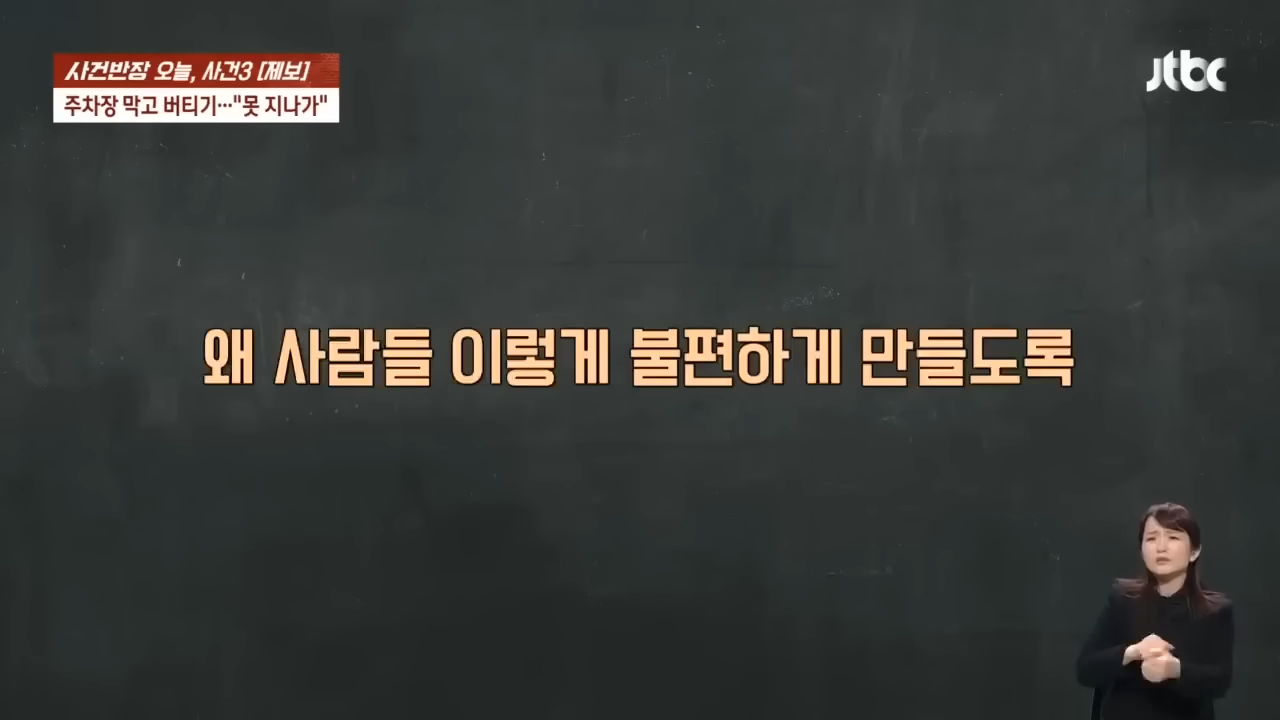 사건반장 오늘, 사건3 [제보]
주차장 막고 버티기…"못 지나가"
jtbc
왜 사람들 이렇게 불편하게 만들도록